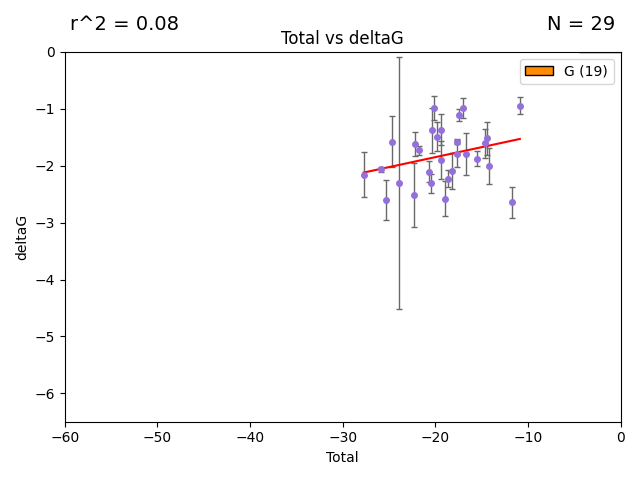 r^2 = 0.08
N = 29
Total vs deltaG
G (19)
0
−1
−2
−3
−4
−5
−6
deltaG
−60
−50
−40
−30
−20
−10
0
Total